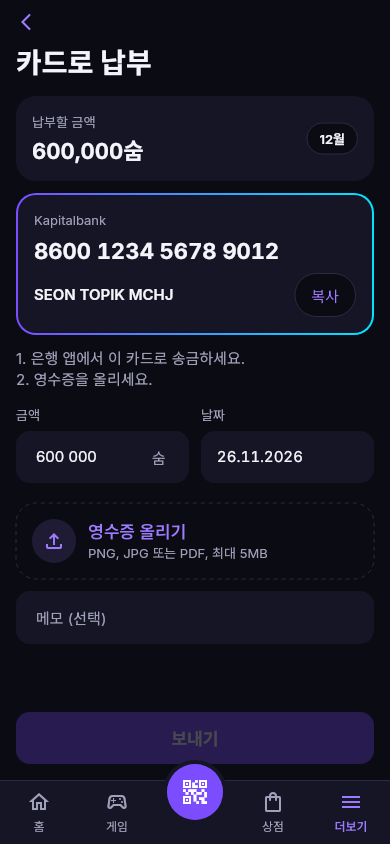 카드로 납부
납부할 금액
600,000숨
12월
Kapitalbank
8600 1234 5678 9012
SEON TOPIK MCHJ
복사
1. 은행 앱에서 이 카드로 송금하세요.
2. 영수증을 올리세요.
금액
날짜
600 000
숨
26.11.2026
영수증 올리기
PNG, JPG 또는 PDF, 최대 5MB
메모 (선택)
보내기
홈
게임
상점
더보기